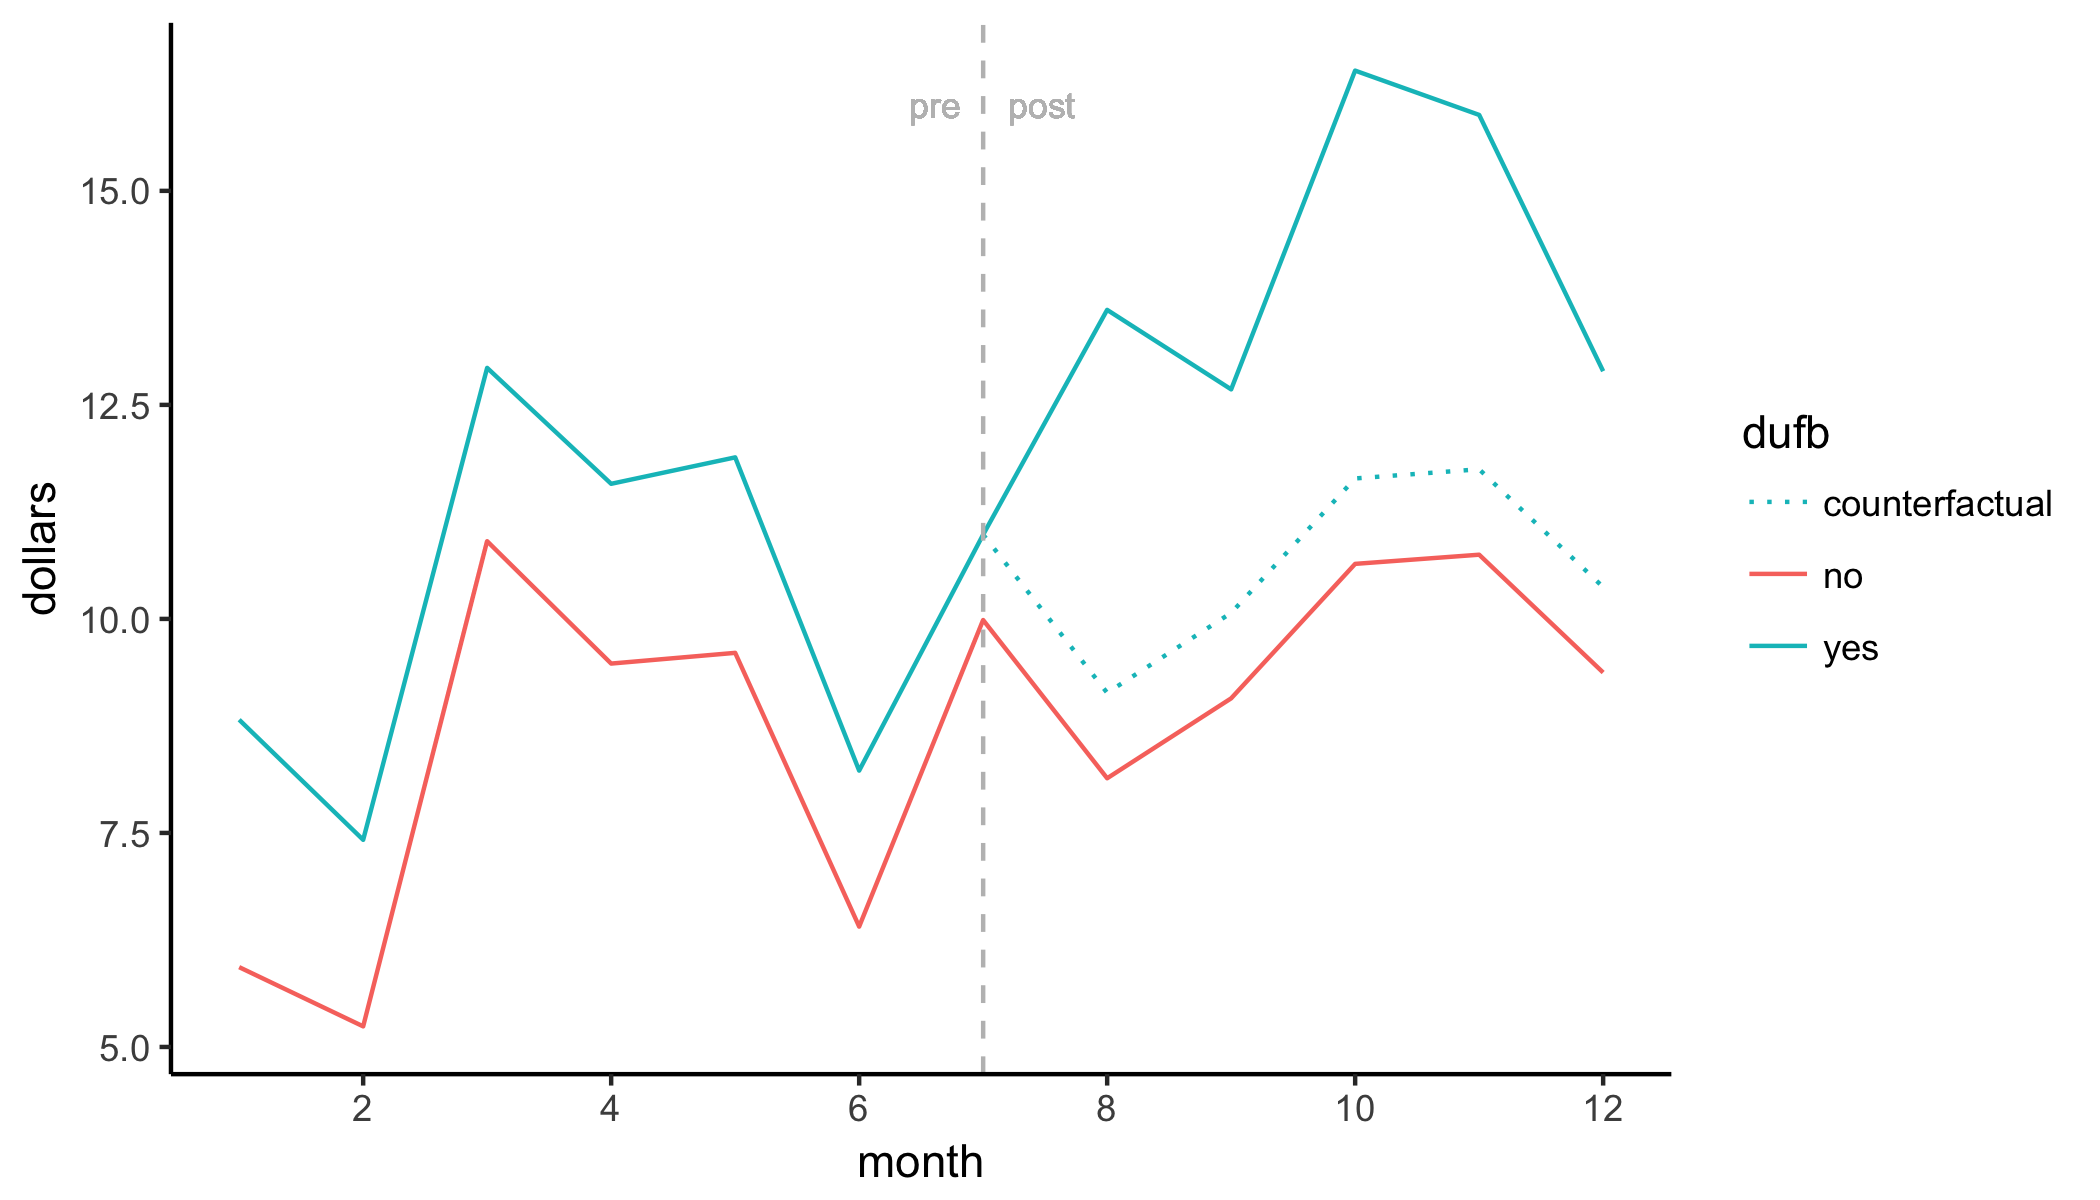 pre post
15.0
12.5
10.0
7.5
5.0
dollars
2 4 6 8 10 12
month
dufb
counterfactual
no
yes